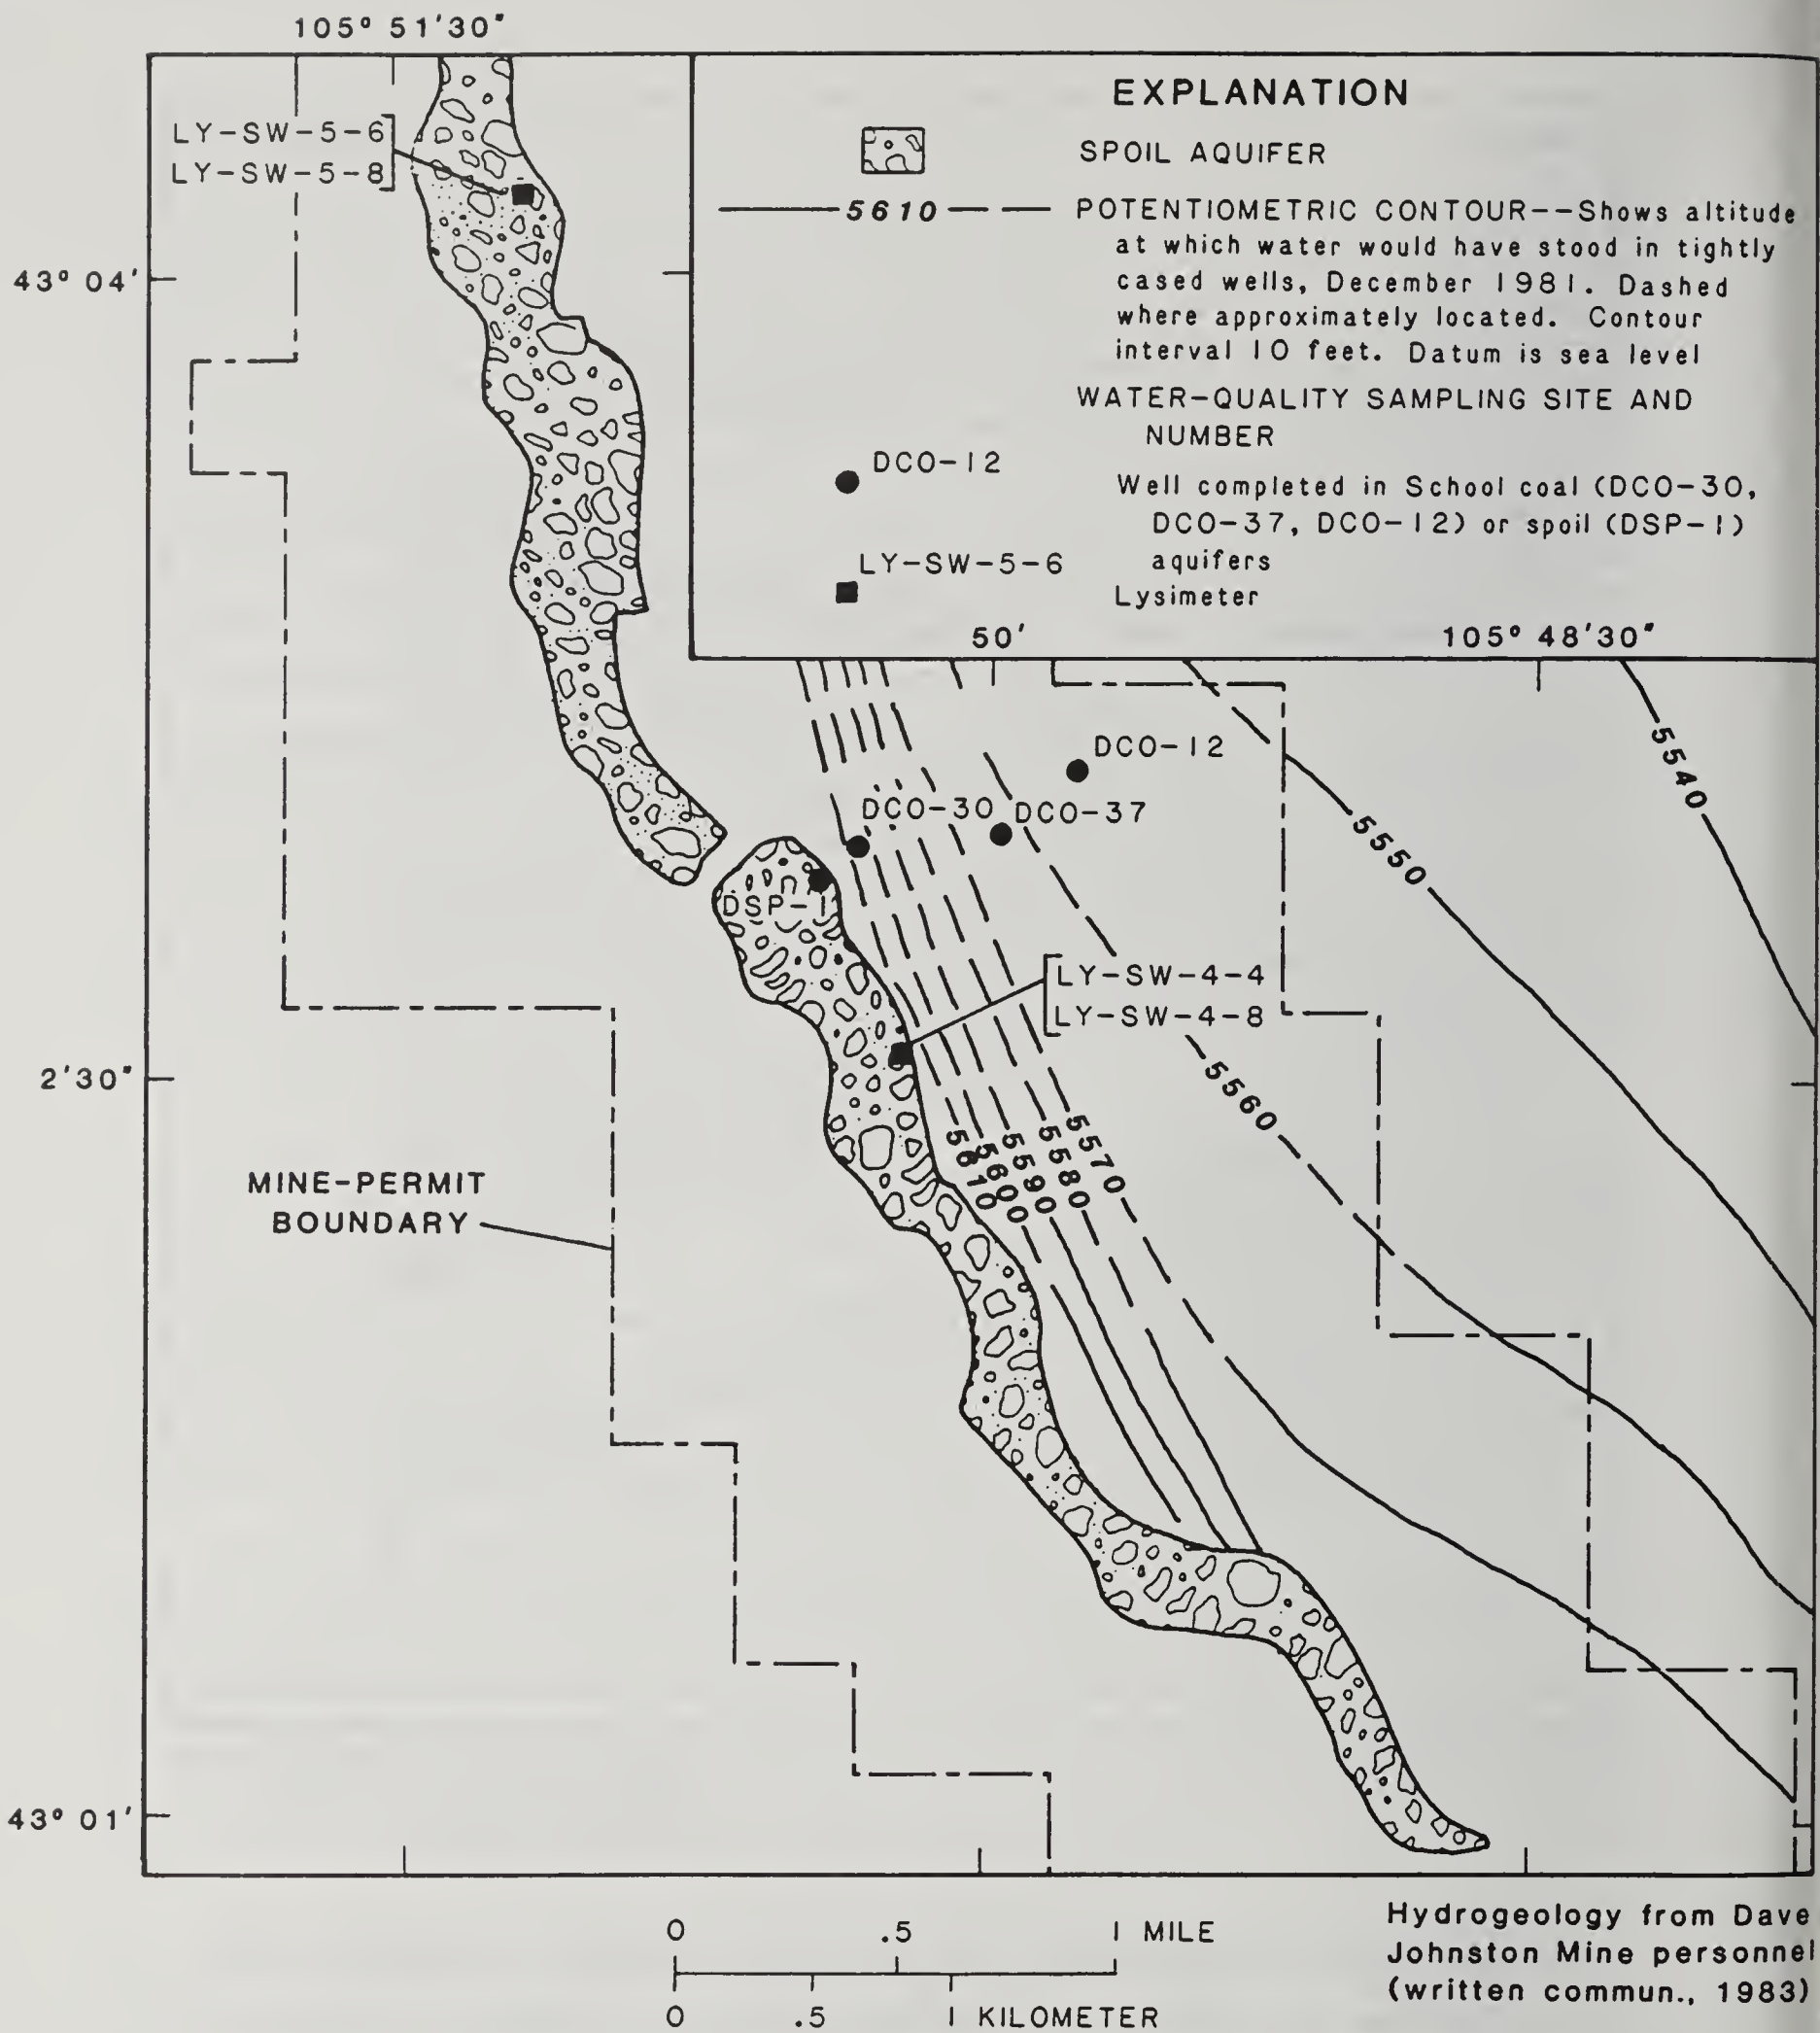 105° 51'30"
EXPLANATION
SPOIL AQUIFER
5610
POTENTIOMETRIC CONTOUR--Shows altitude
at which water would have stood in tightly
cased wells, December 1981. Dashed
where approximately located. Contour
interval 10 feet. Datum is sea level
WATER-QUALITY SAMPLING SITE AND
NUMBER
DCO-12
Well completed in School coal (DCO-30,
DCO-37, DCO-12) or spoil (DSP-1)
aquifers
LY-SW-5-6
Lysimeter
50'
105° 48'30"
LY-SW-5-6
LY-SW-5-8
43° 04'
5540
DCO-12
DCO-30
DCO-37
5550
DSP-1
LY-SW-4-4
LY-SW-4-8
2'30"
5560
5610
5600
5590
5580
5570
MINE-PERMIT
BOUNDARY
43° 01'
0 .5 1 MILE
0 .5 1 KILOMETER
Hydrogeology from Dave
Johnston Mine personnel
(written commun., 1983)